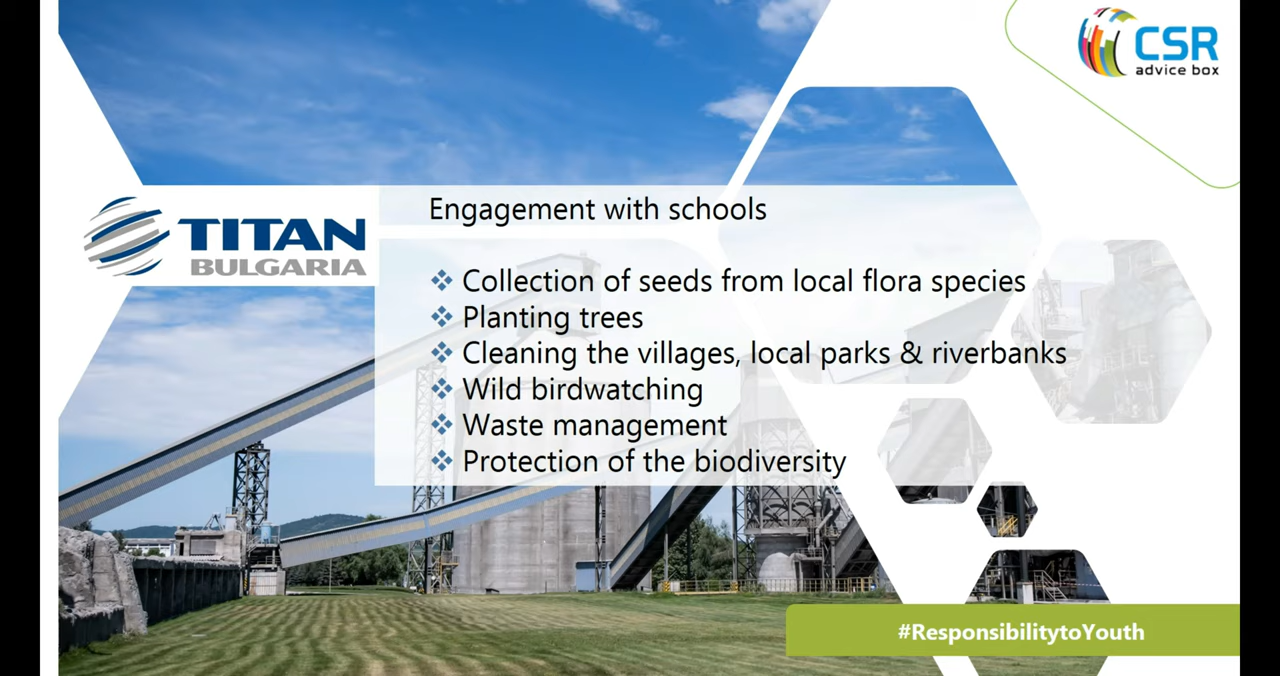 CSR
advice box
TITAN
BULGARIA
Engagement with schools
❖ Collection of seeds from local flora species
❖ Planting trees
❖ Cleaning the villages, local parks & riverbanks
❖ Wild birdwatching
❖ Waste management
❖ Protection of the biodiversity
#ResponsibilitytoYouth